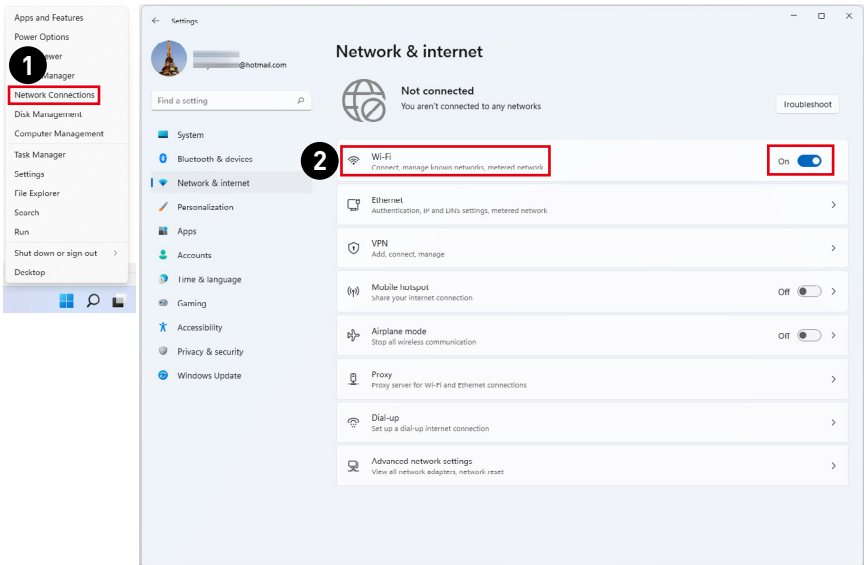 Apps and Features
Power Options
1
Manager
Network Connections
Disk Management
Computer Management
Task Manager
Settings
File Explorer
Search
Run
Shut down or sign out
Desktop
Settings
@hotmail.com
Find a setting
System
Bluetooth & devices
Network & internet
Personalization
Apps
Accounts
Time & language
Gaming
Accessibility
Privacy & security
Windows Update
Network & internet
Not connected
You aren't connected to any networks
Troubleshoot
2
Wi-Fi
Connect, manage known networks, metered network
On
Ethernet
Authentication, IP and DNS settings, metered network
VPN
Add, connect, manage
Mobile hotspot
Share your internet connection
Off
Airplane mode
Stop all wireless communication
Off
Proxy
Proxy server for Wi-Fi and Ethernet connections
Dial-up
Set up a dial-up internet connection
Advanced network settings
View all network adapters, network reset